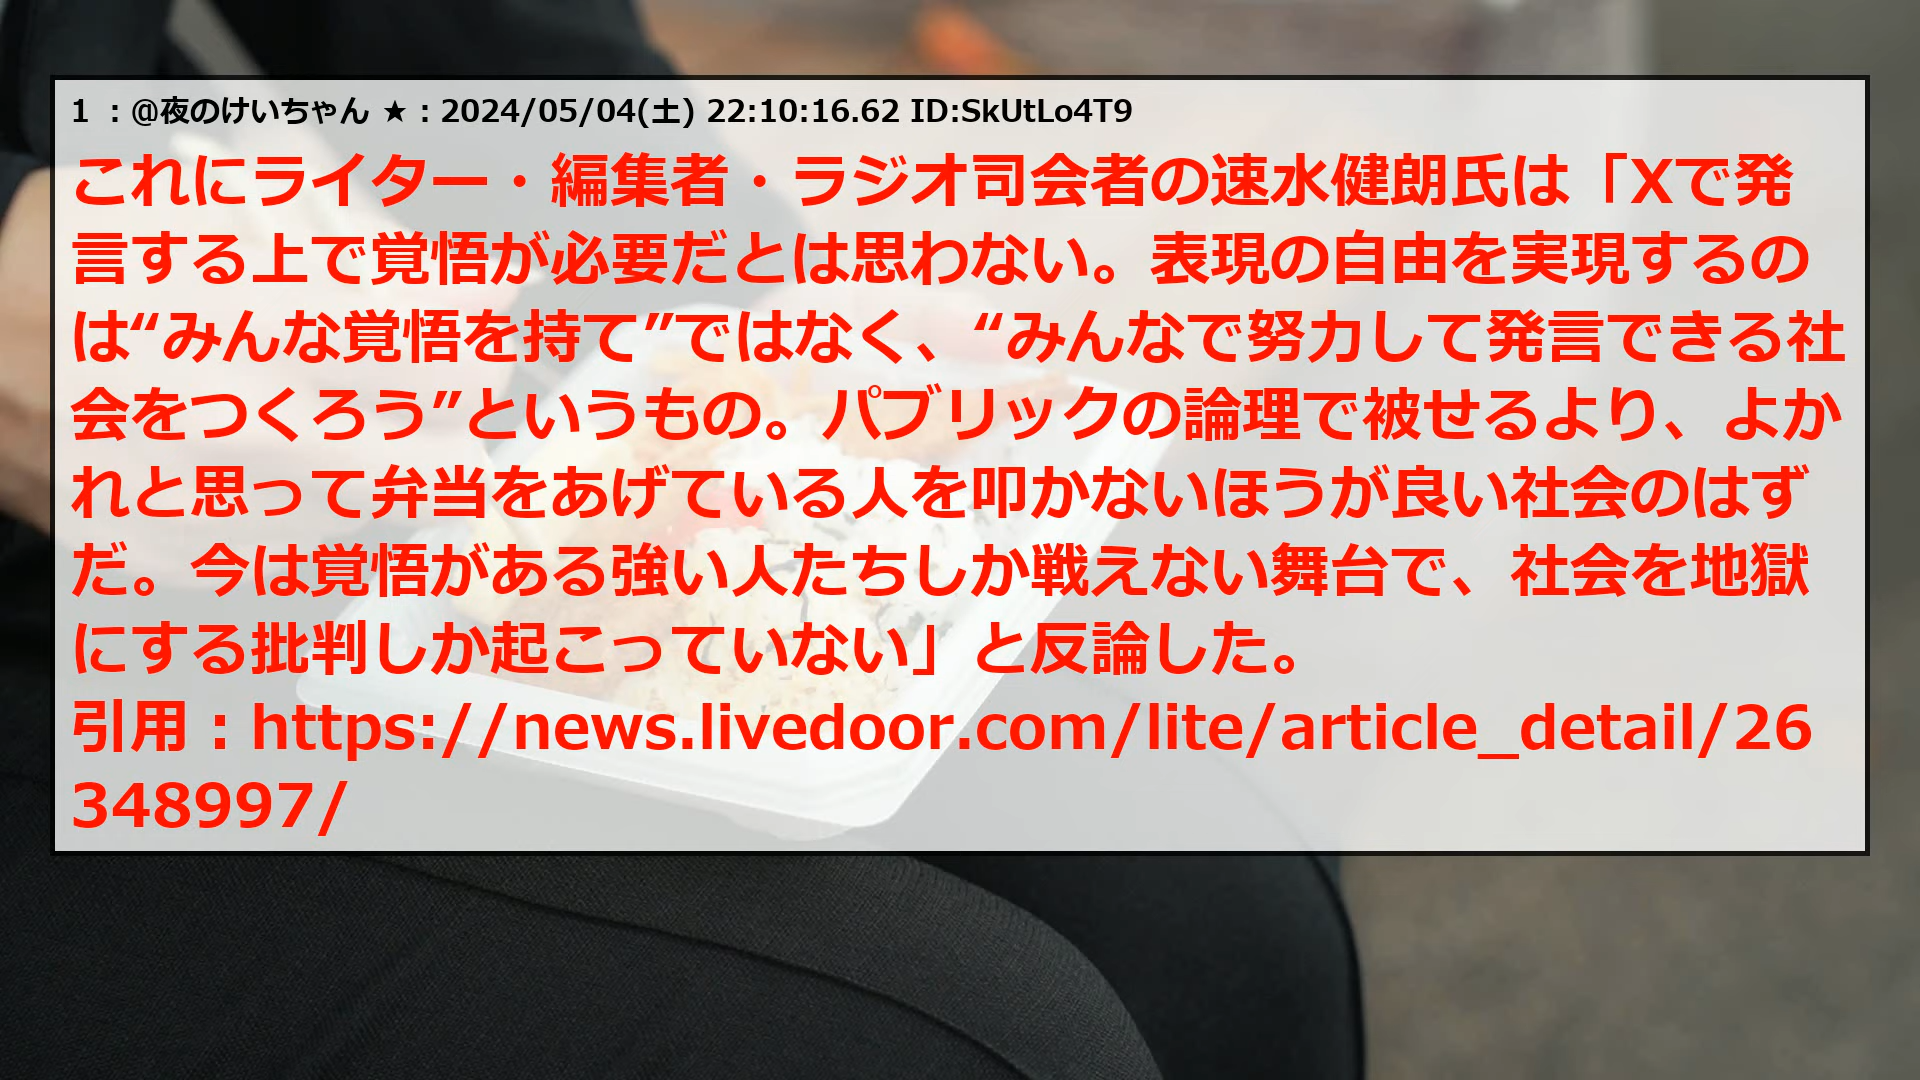 1 ：@夜のけいちゃん ★：2024/05/04(土) 22:10:16.62 ID:SkUtLo4T9
これにライター・編集者・ラジオ司会者の速水健朗氏は「Xで発
言する上で覚悟が必要だとは思わない。表現の自由を実現するの
は“みんな覚悟を持て”ではなく、“みんなで努力して発言できる社
会をつくろう”というもの。パブリックの論理で被せるより、よか
れと思って弁当をあげている人を叩かないほうが良い社会のはず
だ。今は覚悟がある強い人たちしか戦えない舞台で、社会を地獄
にする批判しか起こっていない」と反論した。
引用：https://news.livedoor.com/lite/article_detail/26
348997/